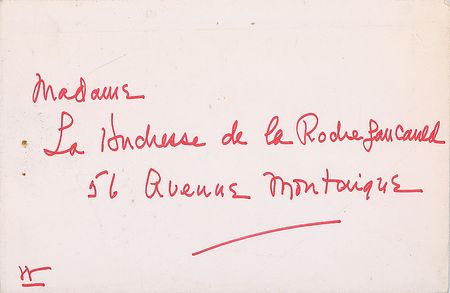 Madame
La Duchesse de la Rochefoucauld
56 Avenue Montaigne